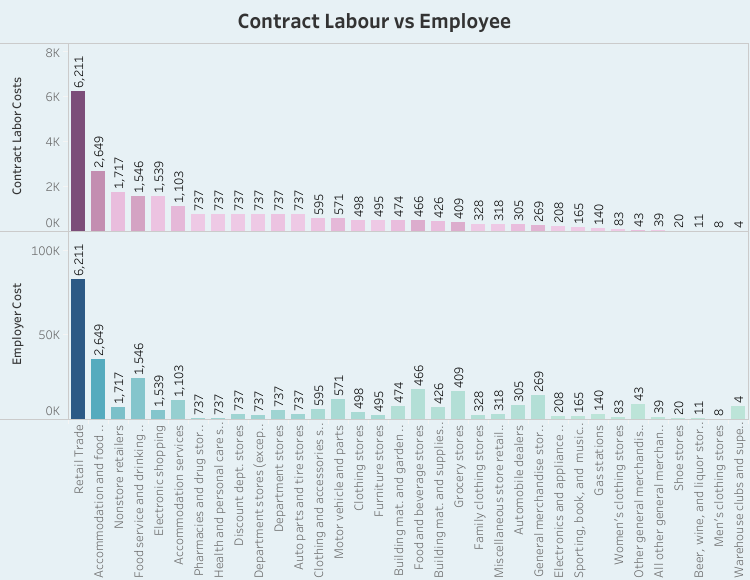 Contract Labour vs Employee
Contract Labor Costs
8K
6K
4K
2K
0K
6,211
2,649
1,717
1,546
1,539
1,103
737
737
737
737
737
737
595
571
498
495
474
466
426
409
328
318
305
269
208
165
140
83
43
39
20
11
8
4
Employer Cost
100K
50K
0K
6,211
2,649
1,717
1,546
1,539
1,103
737
737
737
737
737
737
595
571
498
495
474
466
426
409
328
318
305
269
208
165
140
83
43
39
20
11
8
4
Retail Trade
Accommodation and food ..
Nonstore retailers
Food service and drinking ..
Electronic shopping
Accommodation services
Pharmacies and drug stor..
Health and personal care s..
Discount dept. stores
Department stores (excep..
Department stores
Auto parts and tire stores
Clothing and accessories s..
Motor vehicle and parts
Clothing stores
Furniture stores
Building mat. and garden ..
Food and beverage stores
Building mat. and supplies..
Grocery stores
Family clothing stores
Miscellaneous store retail..
Automobile dealers
General merchandise stor..
Electronics and appliance ..
Sporting, book, and music..
Gas stations
Women's clothing stores
Other general merchandis..
All other general merchan..
Shoe stores
Beer, wine, and liquor stor..
Men's clothing stores
Warehouse clubs and supe..